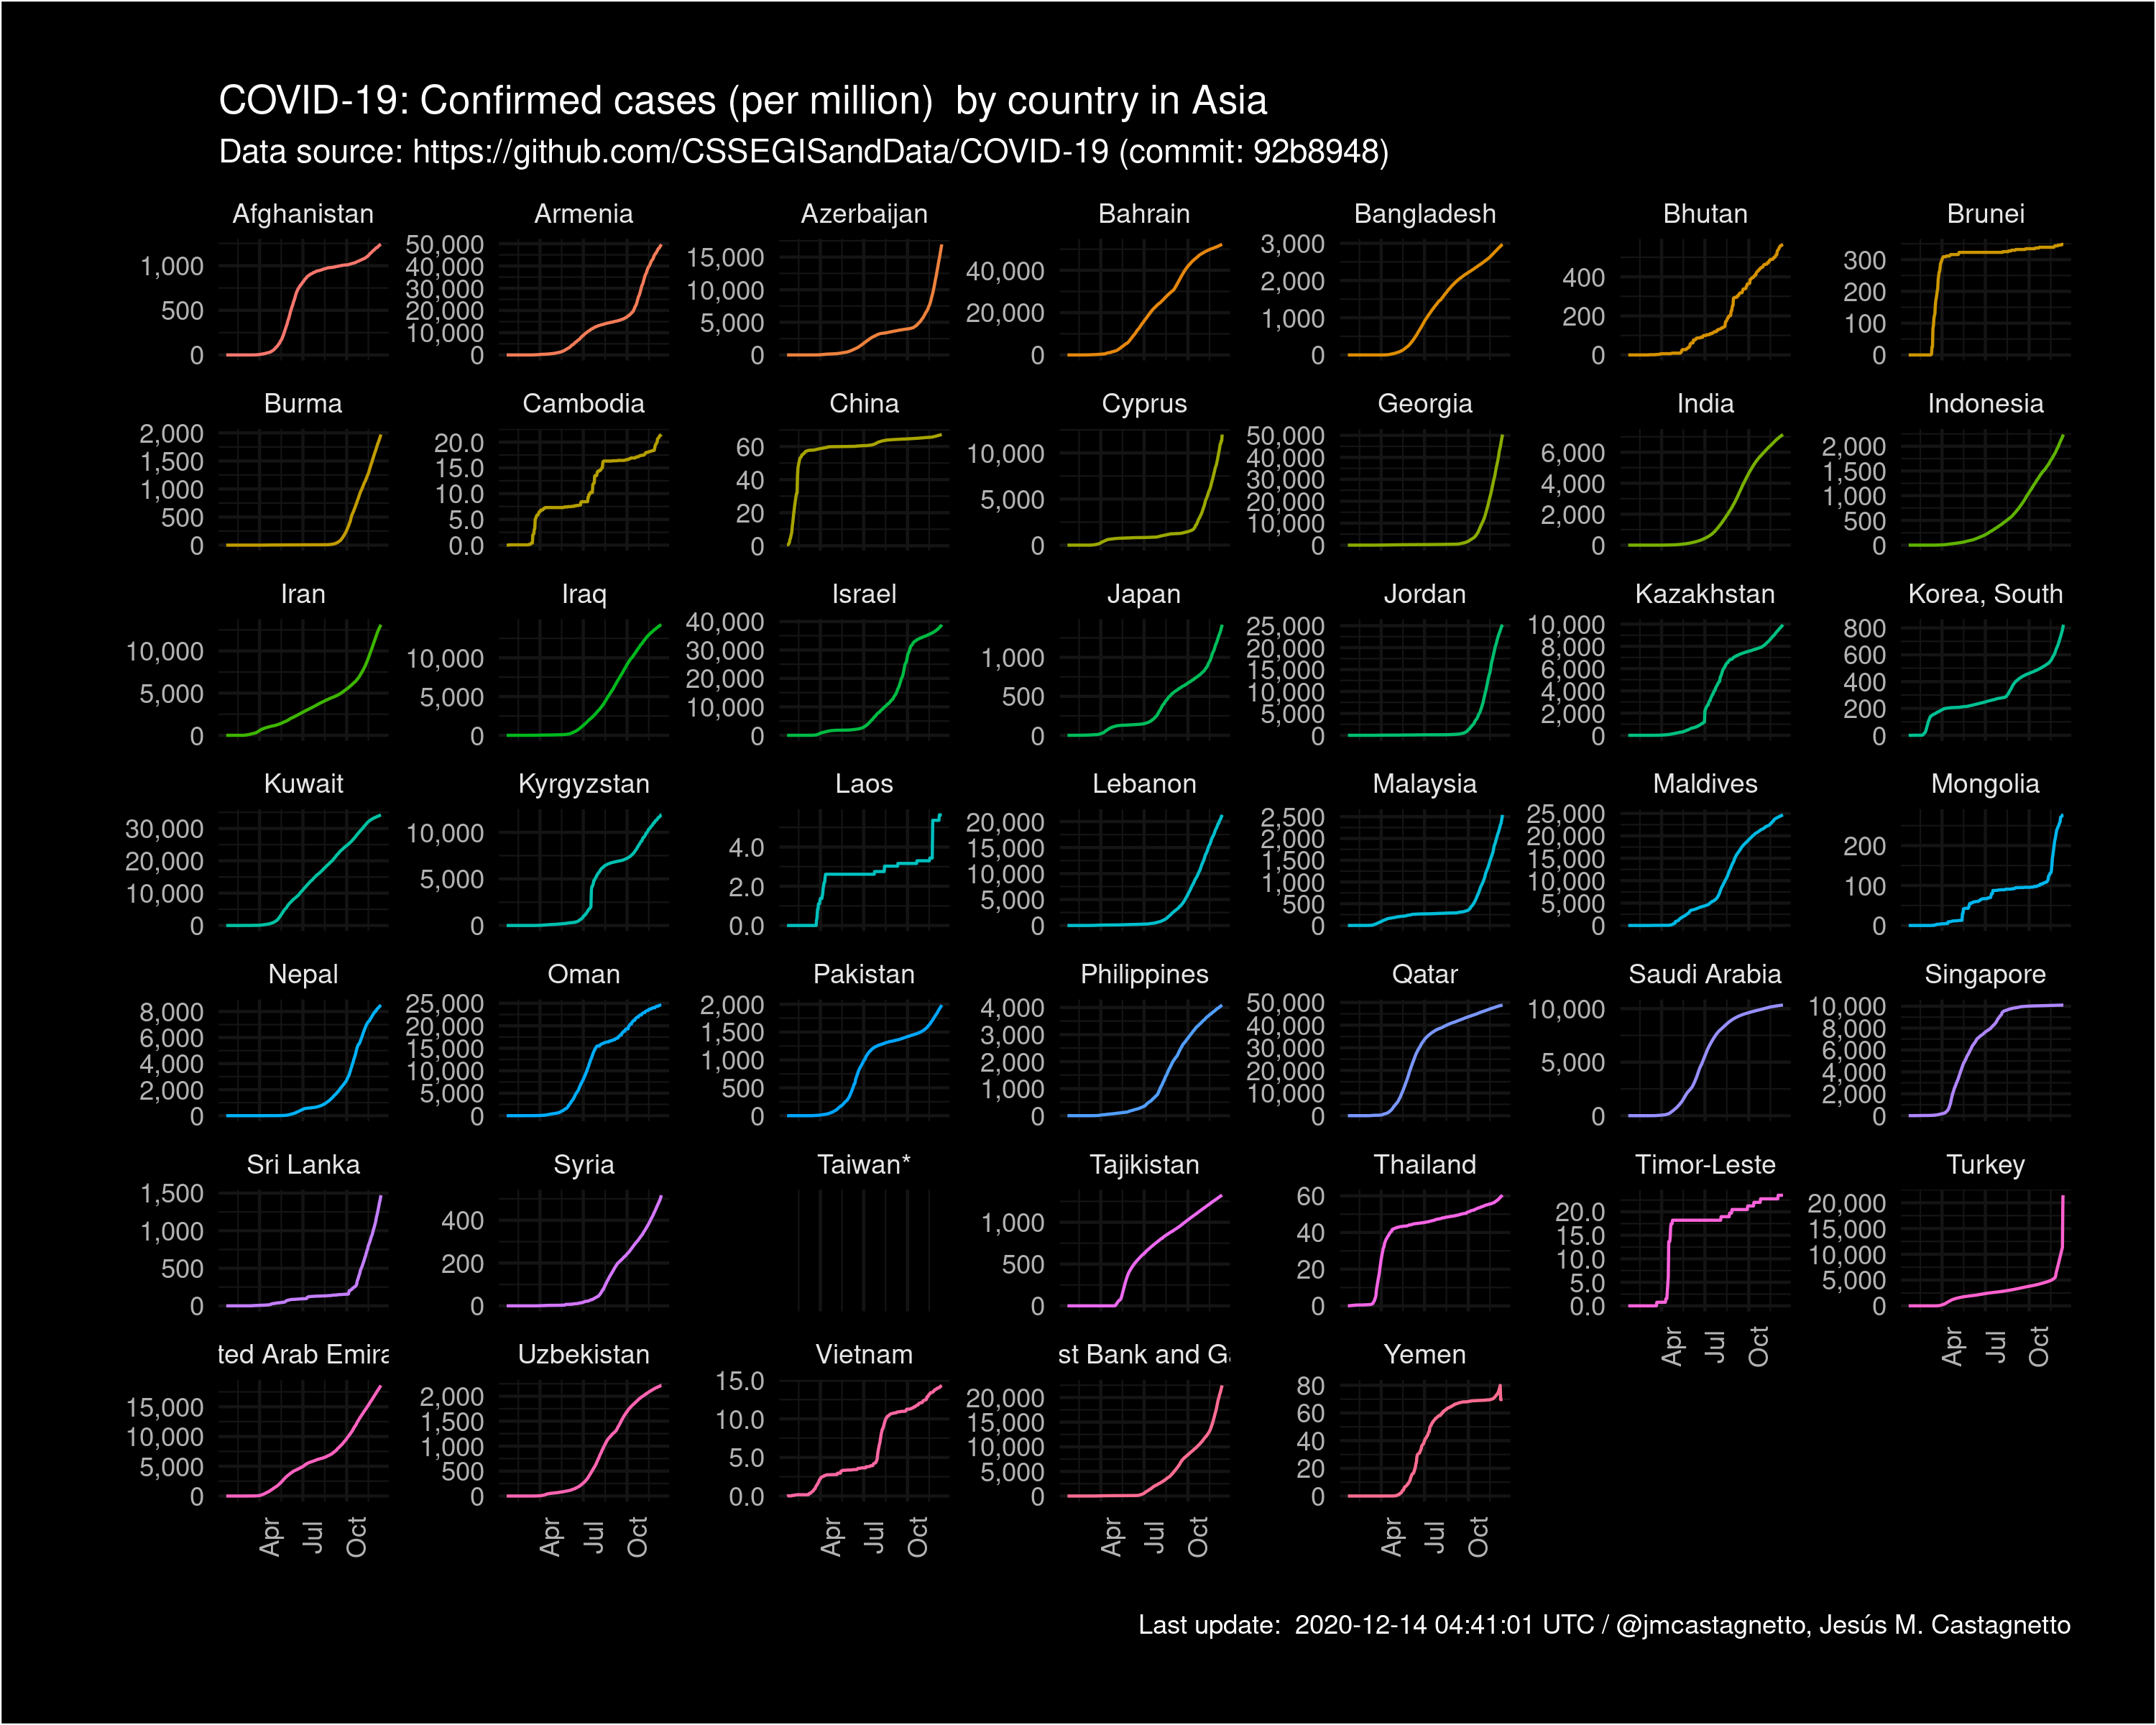 COVID-19: Confirmed cases (per million)  by country in Asia
Data source: https://github.com/CSSEGISandData/COVID-19 (commit: 92b8948)
Afghanistan
1,000
500
0
Armenia
50,000
40,000
30,000
20,000
10,000
0
Azerbaijan
15,000
10,000
5,000
0
Bahrain
40,000
20,000
0
Bangladesh
3,000
2,000
1,000
0
Bhutan
400
200
0
Brunei
300
200
100
0
Burma
2,000
1,500
1,000
500
0
Cambodia
20.0
15.0
10.0
5.0
0.0
China
60
40
20
0
Cyprus
10,000
5,000
0
Georgia
50,000
40,000
30,000
20,000
10,000
0
India
6,000
4,000
2,000
0
Indonesia
2,000
1,500
1,000
500
0
Iran
10,000
5,000
0
Iraq
10,000
5,000
0
Israel
40,000
30,000
20,000
10,000
0
Japan
1,000
500
0
Jordan
25,000
20,000
15,000
10,000
5,000
0
Kazakhstan
10,000
8,000
6,000
4,000
2,000
0
Korea, South
800
600
400
200
0
Kuwait
30,000
20,000
10,000
0
Kyrgyzstan
10,000
5,000
0
Laos
4.0
2.0
0.0
Lebanon
20,000
15,000
10,000
5,000
0
Malaysia
2,500
2,000
1,500
1,000
500
0
Maldives
25,000
20,000
15,000
10,000
5,000
0
Mongolia
200
100
0
Nepal
8,000
6,000
4,000
2,000
0
Oman
25,000
20,000
15,000
10,000
5,000
0
Pakistan
2,000
1,500
1,000
500
0
Philippines
4,000
3,000
2,000
1,000
0
Qatar
50,000
40,000
30,000
20,000
10,000
0
Saudi Arabia
10,000
5,000
0
Singapore
10,000
8,000
6,000
4,000
2,000
0
Sri Lanka
1,500
1,000
500
0
Syria
400
200
0
Taiwan*
Tajikistan
1,000
500
0
Thailand
60
40
20
0
Timor-Leste
20.0
15.0
10.0
5.0
0.0
Apr
Jul
Oct
Turkey
20,000
15,000
10,000
5,000
0
Apr
Jul
Oct
ted Arab Emira
15,000
10,000
5,000
0
Apr
Jul
Oct
Uzbekistan
2,000
1,500
1,000
500
0
Apr
Jul
Oct
Vietnam
15.0
10.0
5.0
0.0
Apr
Jul
Oct
st Bank and Ga
20,000
15,000
10,000
5,000
0
Apr
Jul
Oct
Yemen
80
60
40
20
0
Apr
Jul
Oct
Last update:  2020-12-14 04:41:01 UTC / @jmcastagnetto, Jesús M. Castagnetto